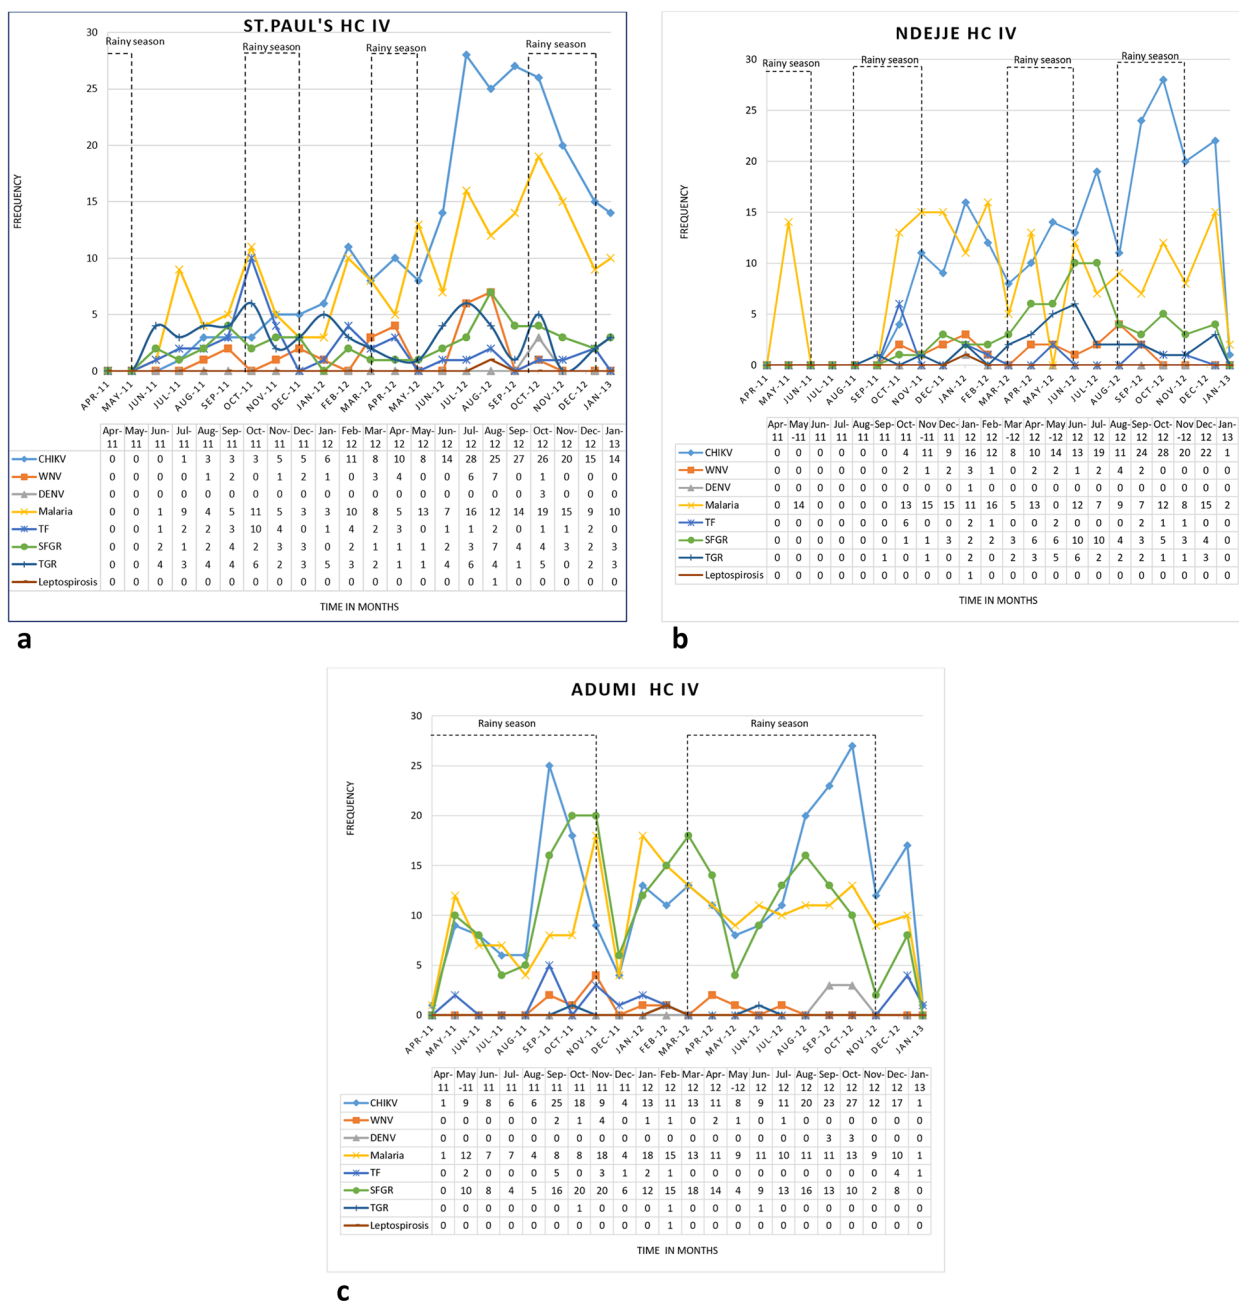 ST.PAUL'S HC IV
Rainy season Rainy season Rainy season Rainy season
30
25
20
15
10
5
0
FREQUENCY
APR-11 MAY-11 JUN-11 JUL-11 AUG-11 SEP-11 OCT-11 NOV-11 DEC-11 JAN-12 FEB-12 MAR-12 APR-12 MAY-12 JUN-12 JUL-12 AUG-12 SEP-12 OCT-12 NOV-12 DEC-12 JAN-13
Apr- May- Jun- Jul- Aug- Sep- Oct- Nov- Dec- Jan- Feb- Mar- Apr- May- Jun- Jul- Aug- Sep- Oct- Nov- Dec- Jan-
11 11 11 11 11 11 11 11 11 12 12 12 12 12 12 12 12 12 12 12 12 13
CHIKV 0 0 0 1 3 3 3 5 5 6 11 8 10 8 14 28 25 27 26 20 15 14
WNV 0 0 0 0 1 2 0 1 2 1 0 3 4 0 0 6 7 0 1 0 0 0
DENV 0 0 0 0 0 0 0 0 0 0 0 0 0 0 0 0 0 0 3 0 0 0
Malaria 0 0 1 9 4 5 11 5 3 3 10 8 5 13 7 16 12 14 19 15 9 10
TF 0 0 1 2 2 3 10 4 0 1 4 2 3 0 1 1 2 0 1 1 2 0
SFGR 0 0 2 1 2 4 2 3 3 0 2 1 1 1 2 3 7 4 4 3 2 3
TGR 0 0 4 3 4 4 6 2 3 5 3 2 1 1 4 6 4 1 5 0 2 3
Leptospirosis 0 0 0 0 0 0 0 0 0 0 0 0 0 0 0 0 1 0 0 0 0 0
TIME IN MONTHS
a
NDEJJE HC IV
Rainy season Rainy season Rainy season Rainy season
30
25
20
15
10
5
0
FREQUENCY
APR-11 MAY-11 JUN-11 JUL-11 AUG-11 SEP-11 OCT-11 NOV-11 DEC-11 JAN-12 FEB-12 MAR-12 APR-12 MAY-12 JUN-12 JUL-12 AUG-12 SEP-12 OCT-12 NOV-12 DEC-12 JAN-13
Apr- May Jun- Jul- Aug- Sep- Oct- Nov Dec- Jan- Feb- Mar Apr- May Jun- Jul- Aug- Sep- Oct- Nov Dec- Jan-
11 -11 11 11 11 11 11 -11 11 12 12 -12 12 -12 12 12 12 12 12 -12 12 13
CHIKV 0 0 0 0 0 0 4 11 9 16 12 8 10 14 13 19 11 24 28 20 22 1
WNV 0 0 0 0 0 0 2 1 2 3 1 0 2 2 1 2 4 2 0 0 0 0
DENV 0 0 0 0 0 0 0 0 0 1 0 0 0 0 0 0 0 0 0 0 0 0
Malaria 0 14 0 0 0 0 13 15 15 11 16 5 13 0 12 7 9 7 12 8 15 2
TF 0 0 0 0 0 0 6 0 0 2 1 0 0 2 0 0 0 2 1 1 0 0
SFGR 0 0 0 0 0 0 1 1 3 2 2 3 6 6 10 10 4 3 5 3 4 0
TGR 0 0 0 0 0 1 0 1 0 2 0 2 3 5 6 2 2 2 1 1 3 0
Leptospirosis 0 0 0 0 0 0 0 0 0 1 0 0 0 0 0 0 0 0 0 0 0 0
TIME IN MONTHS
b
ADUMI HC IV
Rainy season Rainy season
30
25
20
15
10
5
0
FREQUENCY
APR-11 MAY-11 JUN-11 JUL-11 AUG-11 SEP-11 OCT-11 NOV-11 DEC-11 JAN-12 FEB-12 MAR-12 APR-12 MAY-12 JUN-12 JUL-12 AUG-12 SEP-12 OCT-12 NOV-12 DEC-12 JAN-13
Apr- May Jun- Jul- Aug- Sep- Oct- Nov- Dec- Jan- Feb- Mar- Apr- May Jun- Jul- Aug- Sep- Oct- Nov- Dec- Jan-
11 -11 11 11 11 11 11 11 11 12 12 12 12 -12 12 12 12 12 12 12 12 13
CHIKV 1 9 8 6 6 25 18 9 4 13 11 13 11 8 9 11 20 23 27 12 17 1
WNV 0 0 0 0 0 2 1 4 0 1 1 0 2 1 0 1 0 0 0 0 0 0
DENV 0 0 0 0 0 0 0 0 0 0 0 0 0 0 0 0 0 3 3 0 0 0
Malaria 1 12 7 7 4 8 8 18 4 18 15 13 11 9 11 10 11 11 13 9 10 1
TF 0 2 0 0 0 5 0 3 1 2 1 0 0 0 0 0 0 0 0 0 4 1
SFGR 0 10 8 4 5 16 20 20 6 12 15 18 14 4 9 13 16 13 10 2 8 0
TGR 0 0 0 0 0 0 1 0 0 0 1 0 0 0 1 0 0 0 0 0 0 0
Leptospirosis 0 0 0 0 0 0 0 0 0 0 1 0 0 0 0 0 0 0 0 0 0 0
TIME IN MONTHS
c